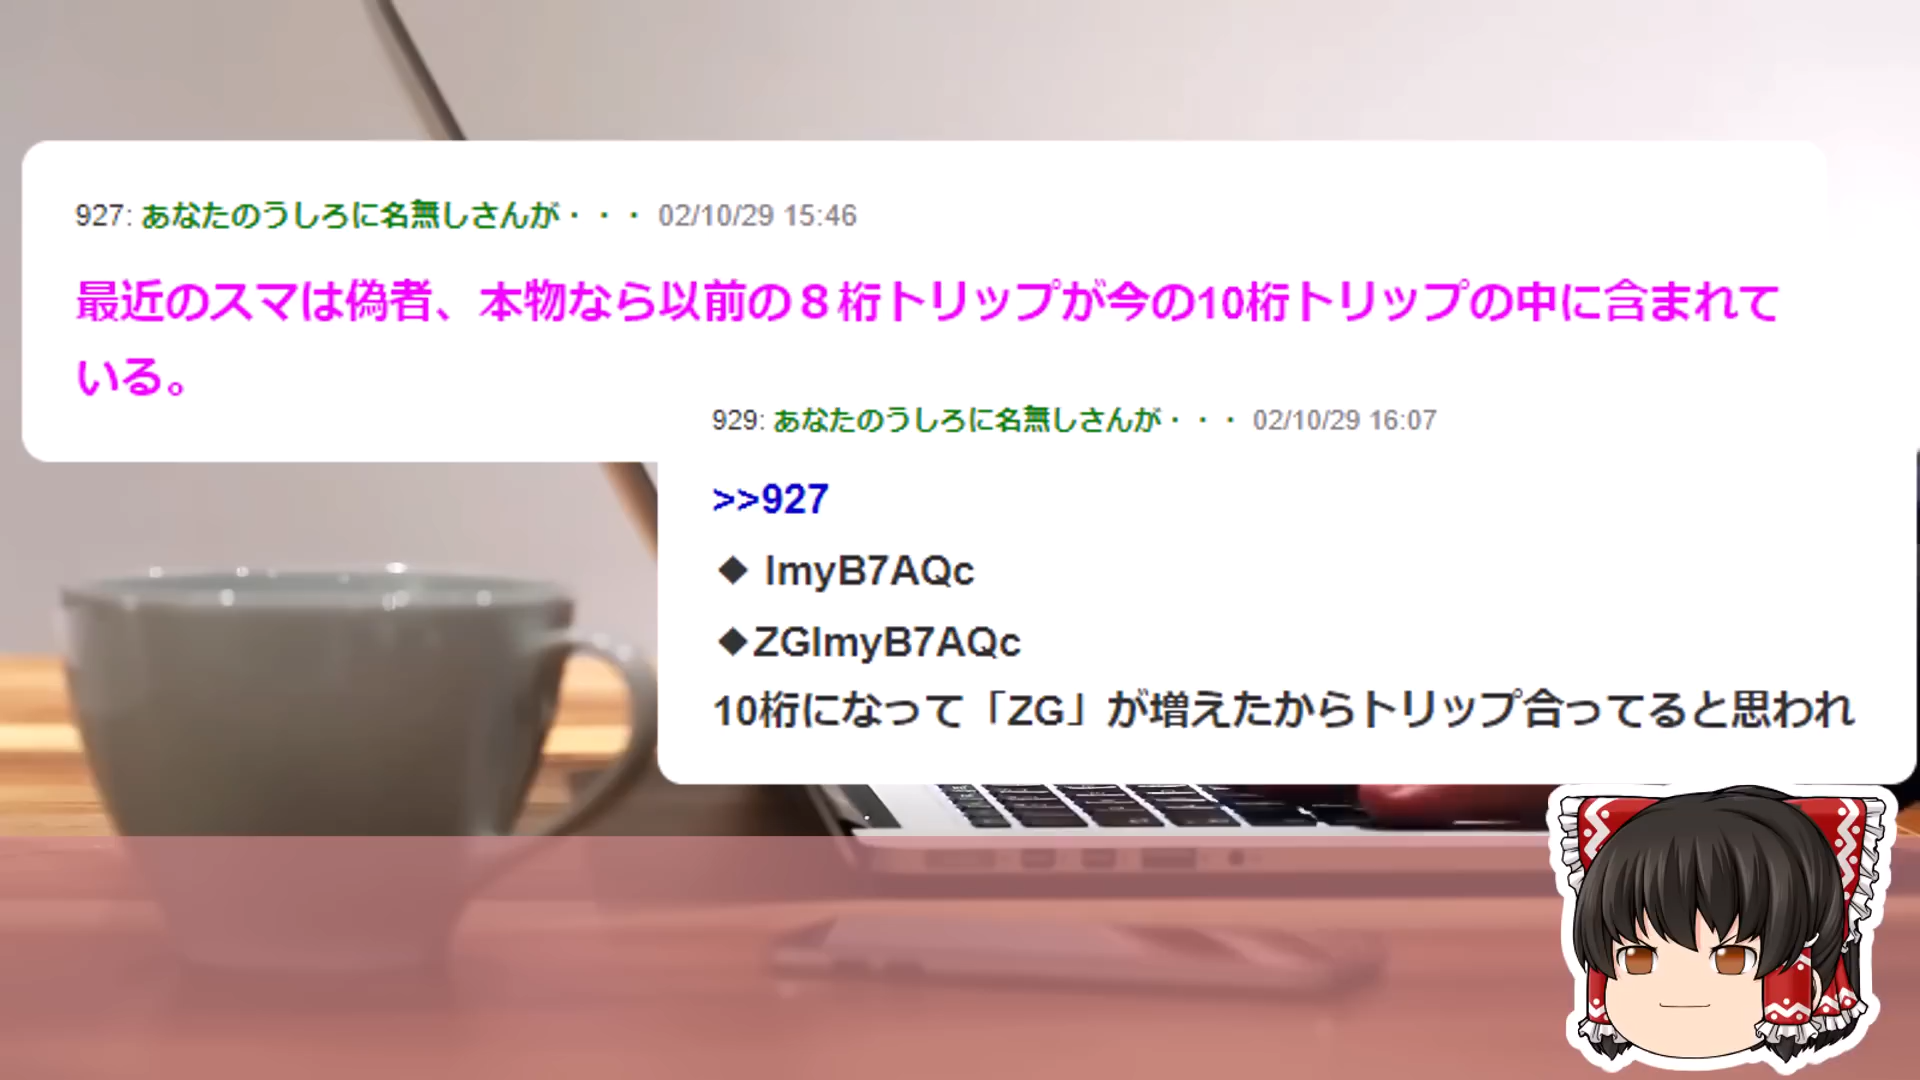 927: あなたのうしろに名無しさんが・・・ 02/10/29 15:46
最近のスマは偽者、本物なら以前の８桁トリップが今の10桁トリップの中に含まれて
いる。
929: あなたのうしろに名無しさんが・・・ 02/10/29 16:07
>>927
◆ lmyB7AQc
◆ZGlmyB7AQc
10桁になって「ZG」が増えたからトリップ合ってると思われ